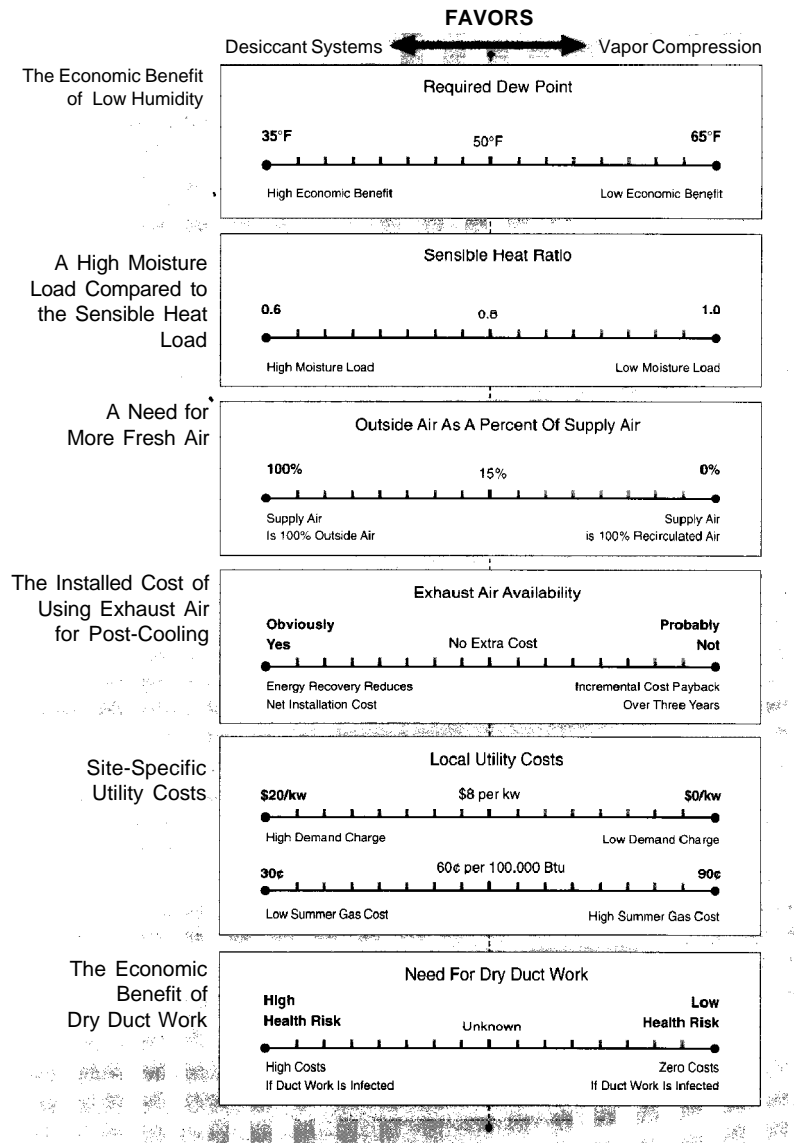 FAVORS
Desiccant Systems Vapor Compression
The Economic Benefit
of Low Humidity
Required Dew Point
35°F 50°F 65°F
High Economic Benefit Low Economic Benefit
A High Moisture
Load Compared to
the Sensible Heat
Load
Sensible Heat Ratio
0.6 0.8 1.0
High Moisture Load Low Moisture Load
A Need for
More Fresh Air
Outside Air As A Percent Of Supply Air
100% 15% 0%
Supply Air Supply Air
Is 100% Outside Air is 100% Recirculated Air
The Installed Cost of
Using Exhaust Air
for Post-Cooling
Exhaust Air Availability
Obviously Probably
Yes No Extra Cost Not
Energy Recovery Reduces Incremental Cost Payback
Net Installation Cost Over Three Years
Site-Specific
Utility Costs
Local Utility Costs
$20/kw $8 per kw $0/kw
High Demand Charge Low Demand Charge
30¢ 60¢ per 100.000 Btu 90¢
Low Summer Gas Cost High Summer Gas Cost
The Economic
Benefit of
Dry Duct Work
Need For Dry Duct Work
High Low
Health Risk Unknown Health Risk
High Costs Zero Costs
If Duct Work Is Infected If Duct Work Is Infected